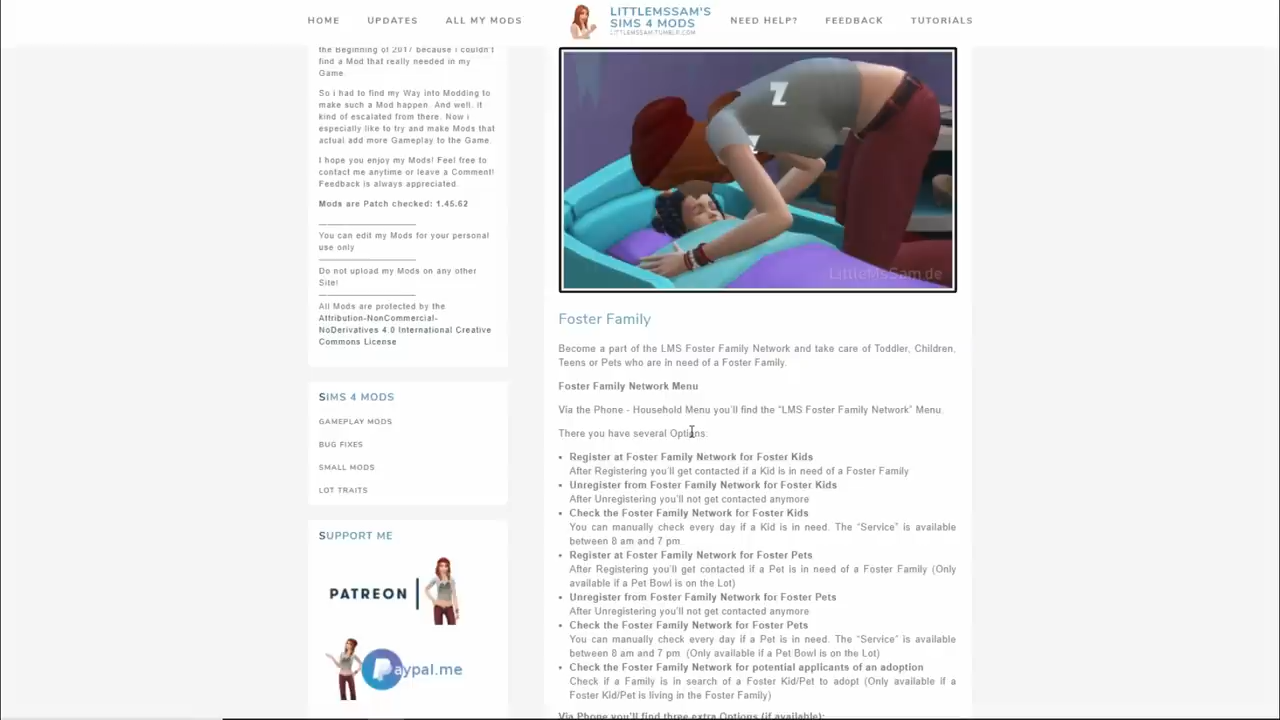 HOME
UPDATES
ALL MY MODS
LITTLEMSSAM'S
SIMS 4 MODS
LITTLEMSSAM.TUMBLR.COM
NEED HELP?
FEEDBACK
TUTORIALS
the Beginning of 2017 because i couldn't
find a Mod that really needed in my
Game.
So i had to find my Way into Modding to
make such a Mod happen. And well, it
kind of escalated from there. Now i
especially like to try and make Mods that
actual add more Gameplay to the Game.
I hope you enjoy my Mods! Feel free to
contact me anytime or leave a Comment!
Feedback is always appreciated.
Mods are Patch checked: 1.45.62
You can edit my Mods for your personal
use only
Do not upload my Mods on any other
Site!
All Mods are protected by the
Attribution-NonCommercial-
NoDerivatives 4.0 International Creative
Commons License
SIMS 4 MODS
GAMEPLAY MODS
BUG FIXES
SMALL MODS
LOT TRAITS
SUPPORT ME
PATREON
Paypal.me
Z
Z
LittleMsSam.de
Foster Family
Become a part of the LMS Foster Family Network and take care of Toddler, Children,
Teens or Pets who are in need of a Foster Family.
Foster Family Network Menu
Via the Phone - Household Menu you'll find the "LMS Foster Family Network" Menu.
There you have several Options:
• Register at Foster Family Network for Foster Kids
After Registering you'll get contacted if a Kid is in need of a Foster Family
• Unregister from Foster Family Network for Foster Kids
After Unregistering you'll not get contacted anymore
• Check the Foster Family Network for Foster Kids
You can manually check every day if a Kid is in need. The “Service” is available
between 8 am and 7 pm.
• Register at Foster Family Network for Foster Pets
After Registering you'll get contacted if a Pet is in need of a Foster Family (Only
available if a Pet Bowl is on the Lot)
• Unregister from Foster Family Network for Foster Pets
After Unregistering you'll not get contacted anymore
• Check the Foster Family Network for Foster Pets
You can manually check every day if a Pet is in need. The “Service” is available
between 8 am and 7 pm. (Only available if a Pet Bowl is on the Lot)
• Check the Foster Family Network for potential applicants of an adoption
Check if a Family is in search of a Foster Kid/Pet to adopt (Only available if a
Foster Kid/Pet is living in the Foster Family)
Via Phone you'll find three extra Options (if available):